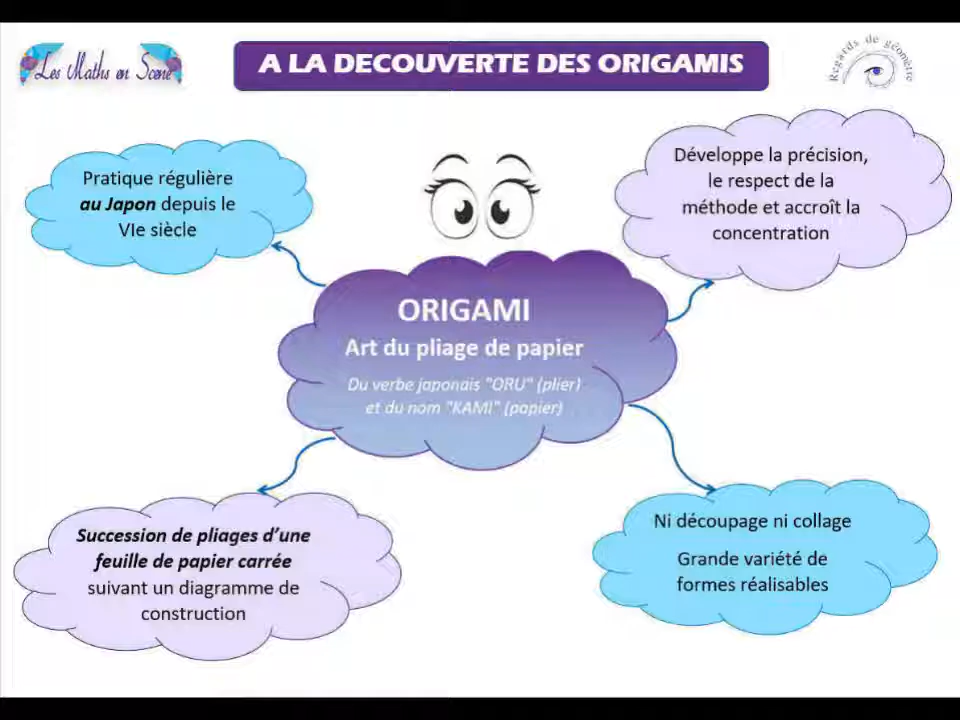 Les Maths en Scène
A LA DECOUVERTE DES ORIGAMIS
Regards de géomètre
Pratique régulière
au Japon depuis le
VIe siècle
Développe la précision,
le respect de la
méthode et accroît la
concentration
ORIGAMI
Art du pliage de papier
Du verbe japonais "ORU" (plier)
et du nom "KAMI" (papier)
Succession de pliages d’une
feuille de papier carrée
suivant un diagramme de
construction
Ni découpage ni collage
Grande variété de
formes réalisables